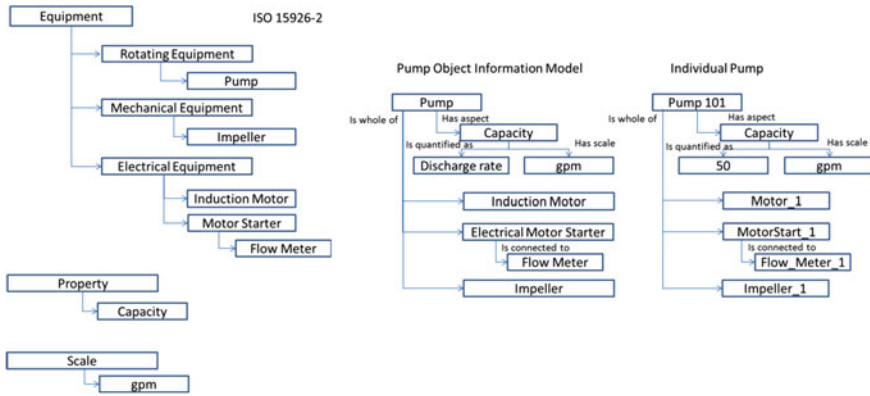 Equipment
ISO 15926-2
Rotating Equipment
Pump
Mechanical Equipment
Impeller
Electrical Equipment
Induction Motor
Motor Starter
Flow Meter
Property
Capacity
Scale
gpm
Pump Object Information Model
Pump
Is whole of
Has aspect
Capacity
Is quantified as
Has scale
Discharge rate
gpm
Induction Motor
Electrical Motor Starter
Is connected to
Flow Meter
Impeller
Individual Pump
Pump 101
Is whole of
Has aspect
Capacity
Is quantified as
Has scale
50
gpm
Motor_1
MotorStart_1
Is connected to
Flow_Meter_1
Impeller_1